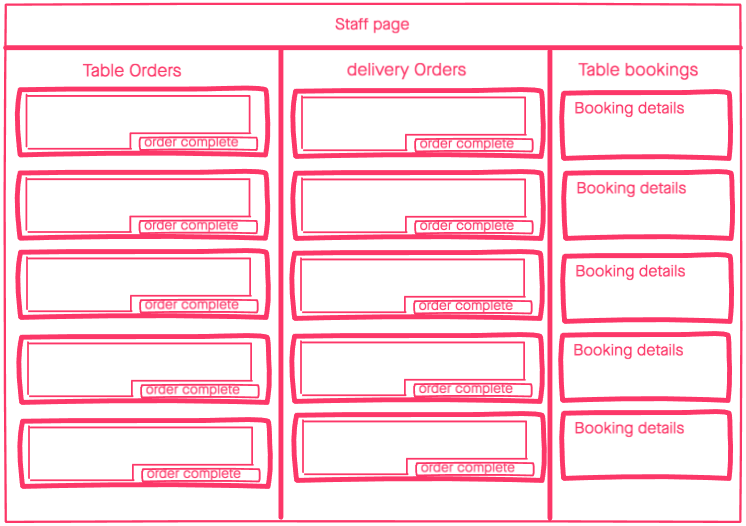 Staff page
Table Orders
order complete
order complete
order complete
order complete
order complete
delivery Orders
order complete
order complete
order complete
order complete
order complete
Table bookings
Booking details
Booking details
Booking details
Booking details
Booking details